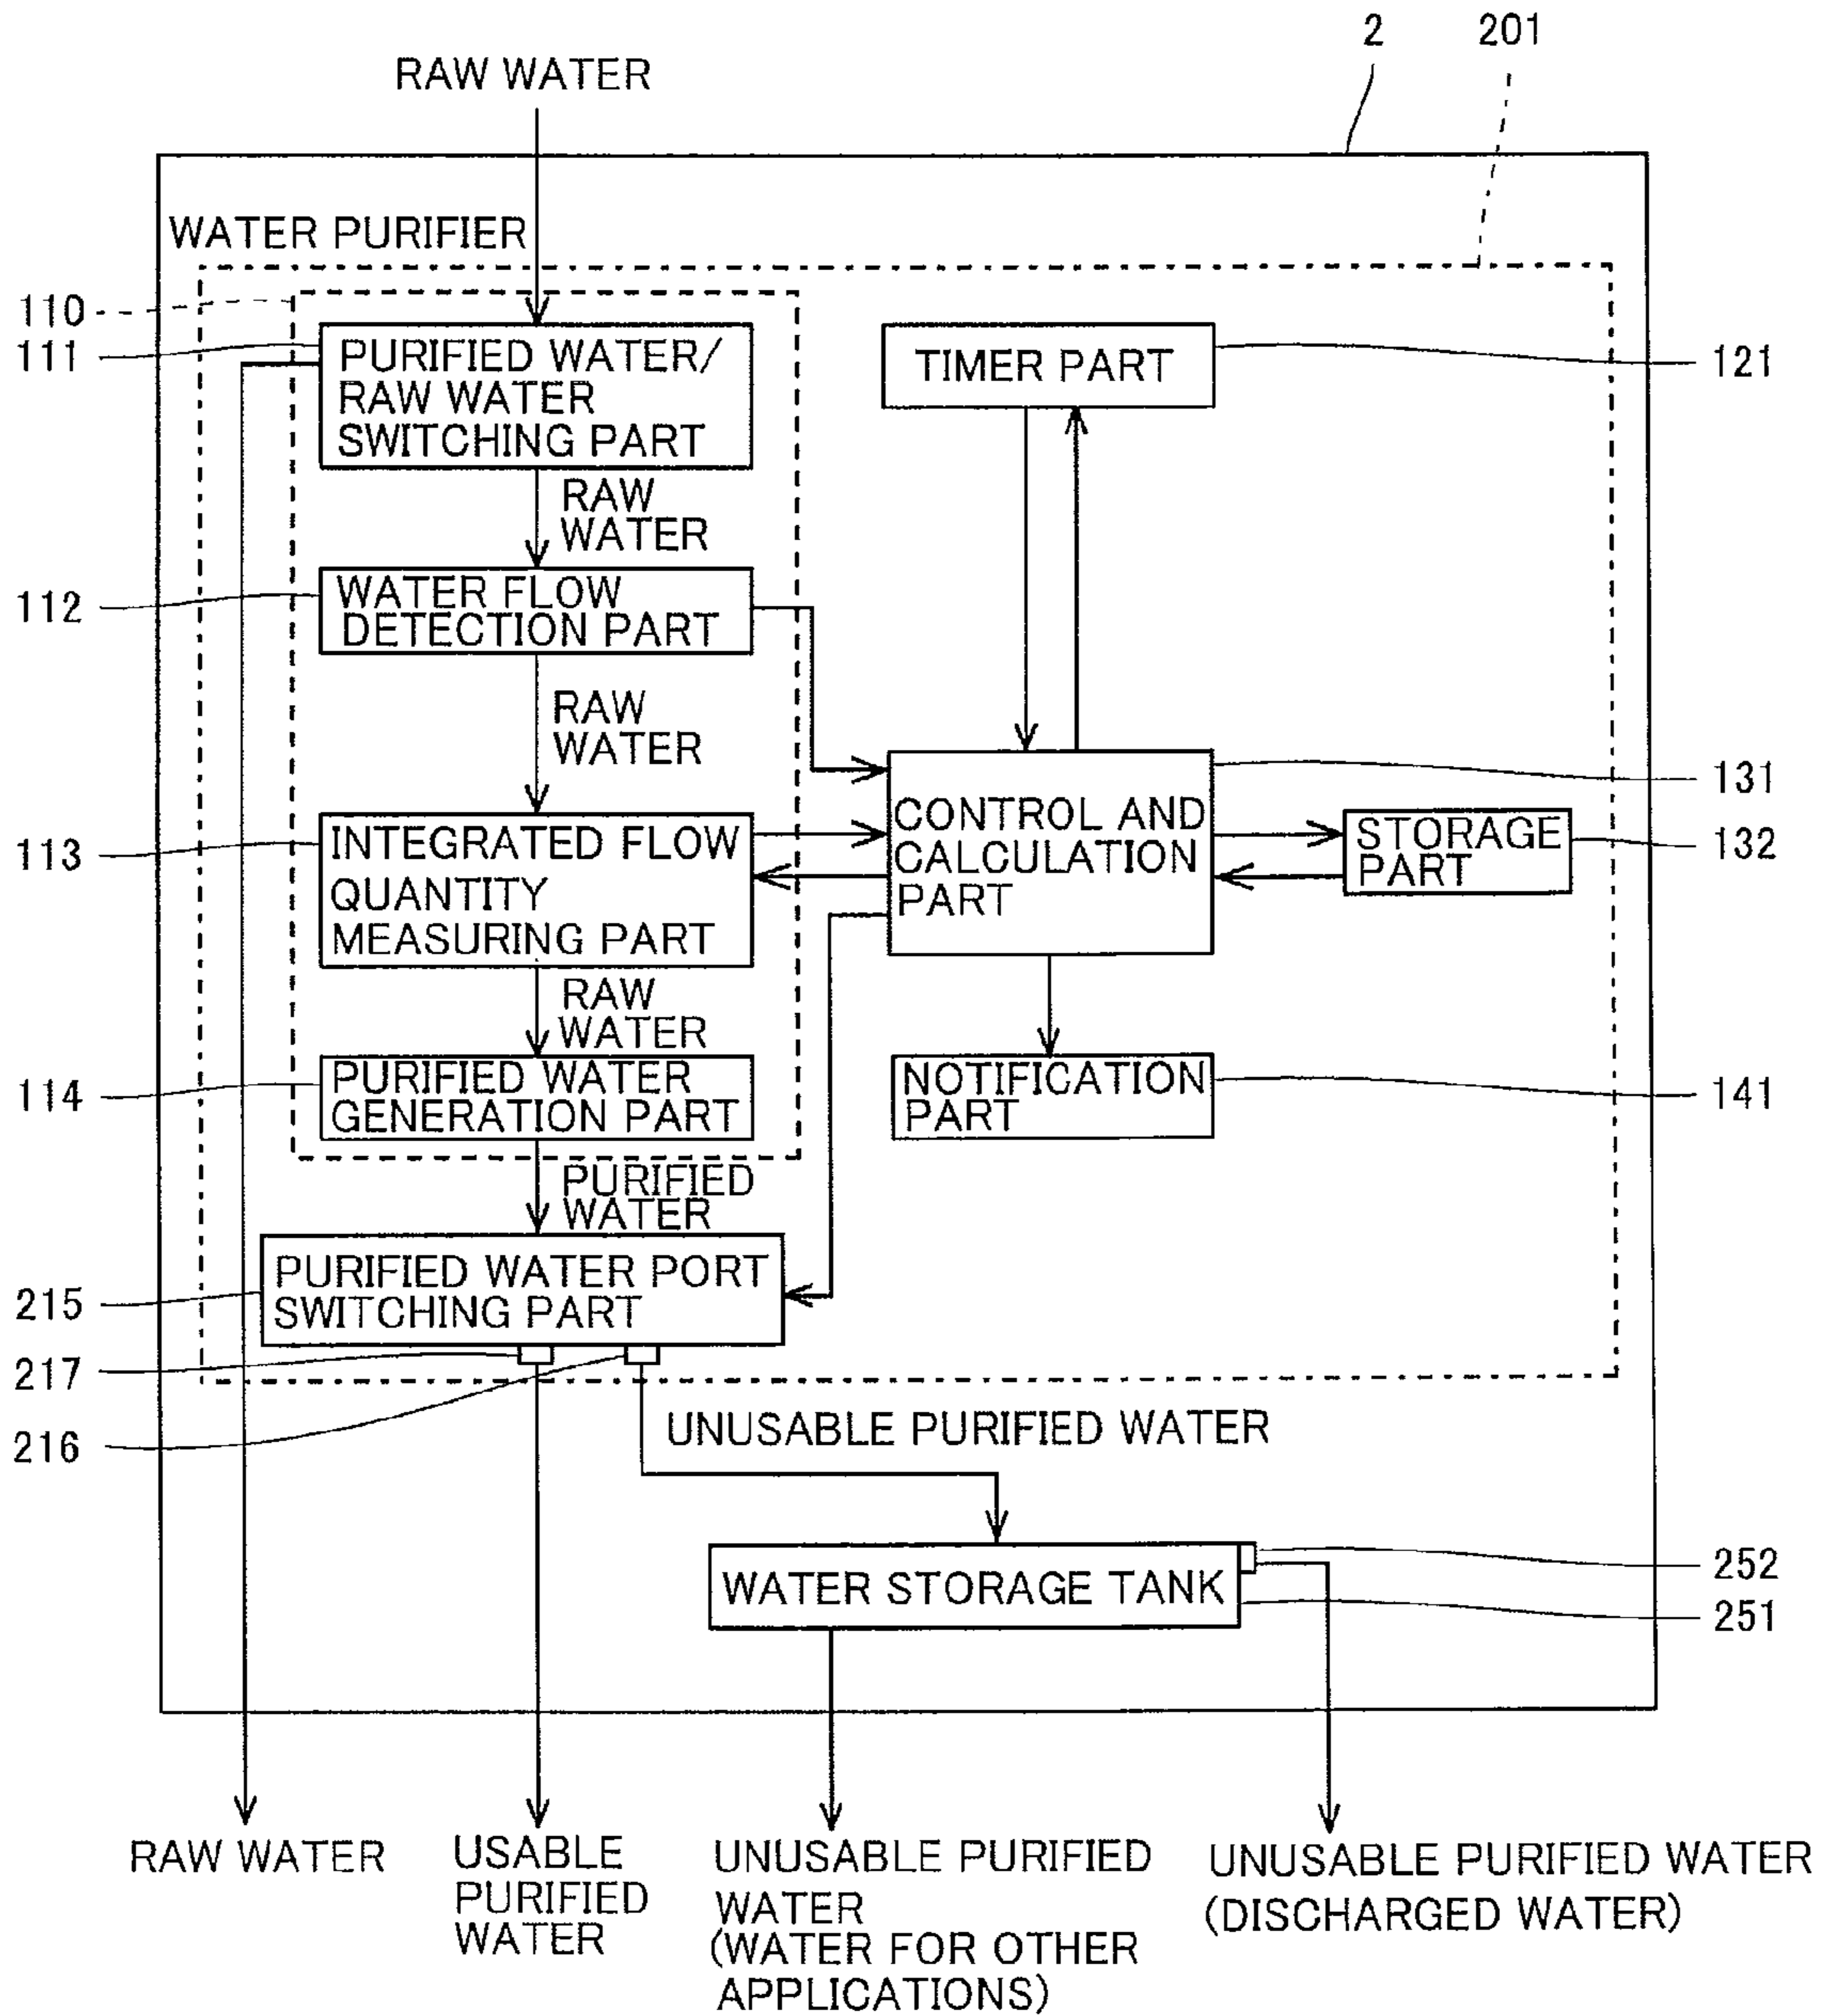 2
201
RAW WATER
WATER PURIFIER
110
111
PURIFIED WATER/
RAW WATER
SWITCHING PART
TIMER PART
121
RAW
WATER
112
WATER FLOW
DETECTION PART
RAW
WATER
131
113
INTEGRATED FLOW
QUANTITY
MEASURING PART
CONTROL AND
CALCULATION
PART
STORAGE
PART
132
RAW
WATER
114
PURIFIED WATER
GENERATION PART
NOTIFICATION
PART
141
PURIFIED
WATER
215
PURIFIED WATER PORT
SWITCHING PART
217
216
UNUSABLE PURIFIED WATER
WATER STORAGE TANK
252
251
RAW WATER
USABLE
PURIFIED
WATER
UNUSABLE PURIFIED
WATER
(WATER FOR OTHER
APPLICATIONS)
UNUSABLE PURIFIED WATER
(DISCHARGED WATER)